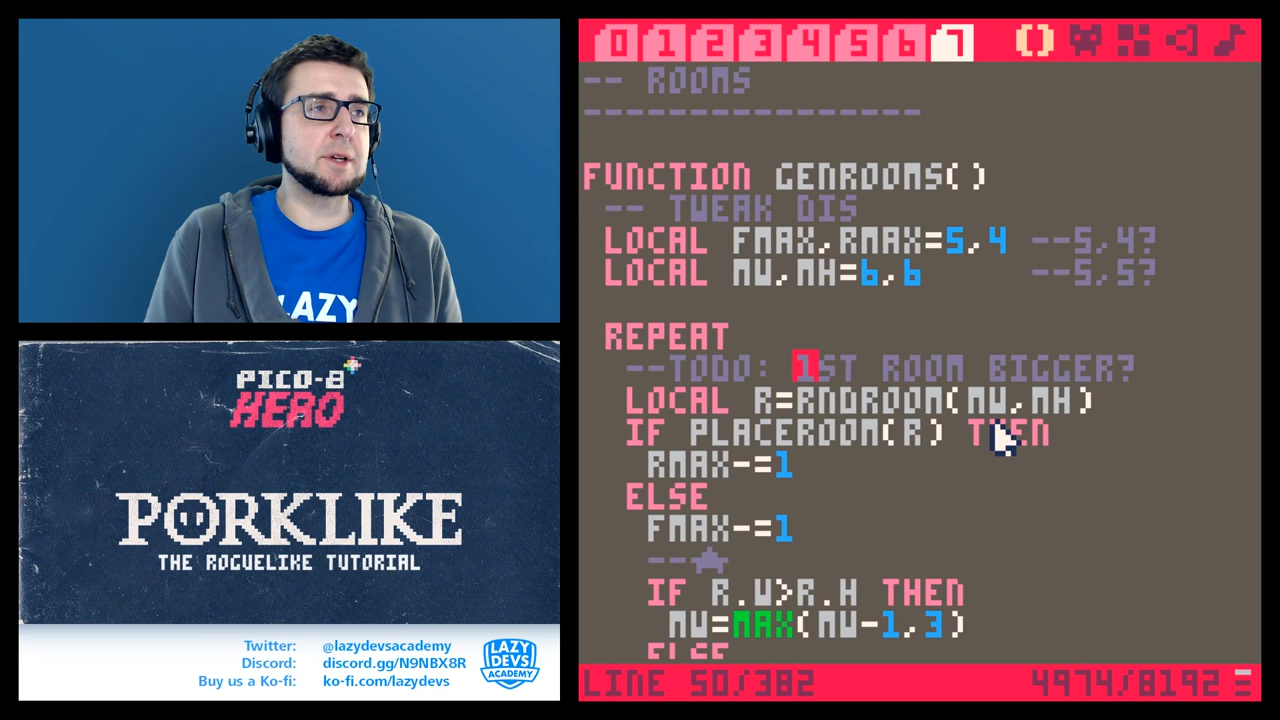 LAZY
PICO-8
HERO
PORKLIKE
THE ROGUELIKE TUTORIAL
Twitter: @lazydevsacademy
Discord: discord.gg/N9NBX8R
Buy us a Ko-fi: ko-fi.com/lazydevs
LAZY
DEVS
ACADEMY
0 1 2 3 4 5 6 7
-- ROOMS
----------------
FUNCTION GENROOMS()
-- TWEAK DIS
LOCAL FMAX,RMAX=5,4 --5,4?
LOCAL MW,MH=6,6 --5,5?
REPEAT
--TODO: 1ST ROOM BIGGER?
LOCAL R=RNDROOM(MW,MH)
IF PLACEROOM(R) THEN
RMAX-=1
ELSE
FMAX-=1
--
IF R.W>R.H THEN
MW=MAX(MW-1,3)
ELSE
LINE 50/382 4974/8192